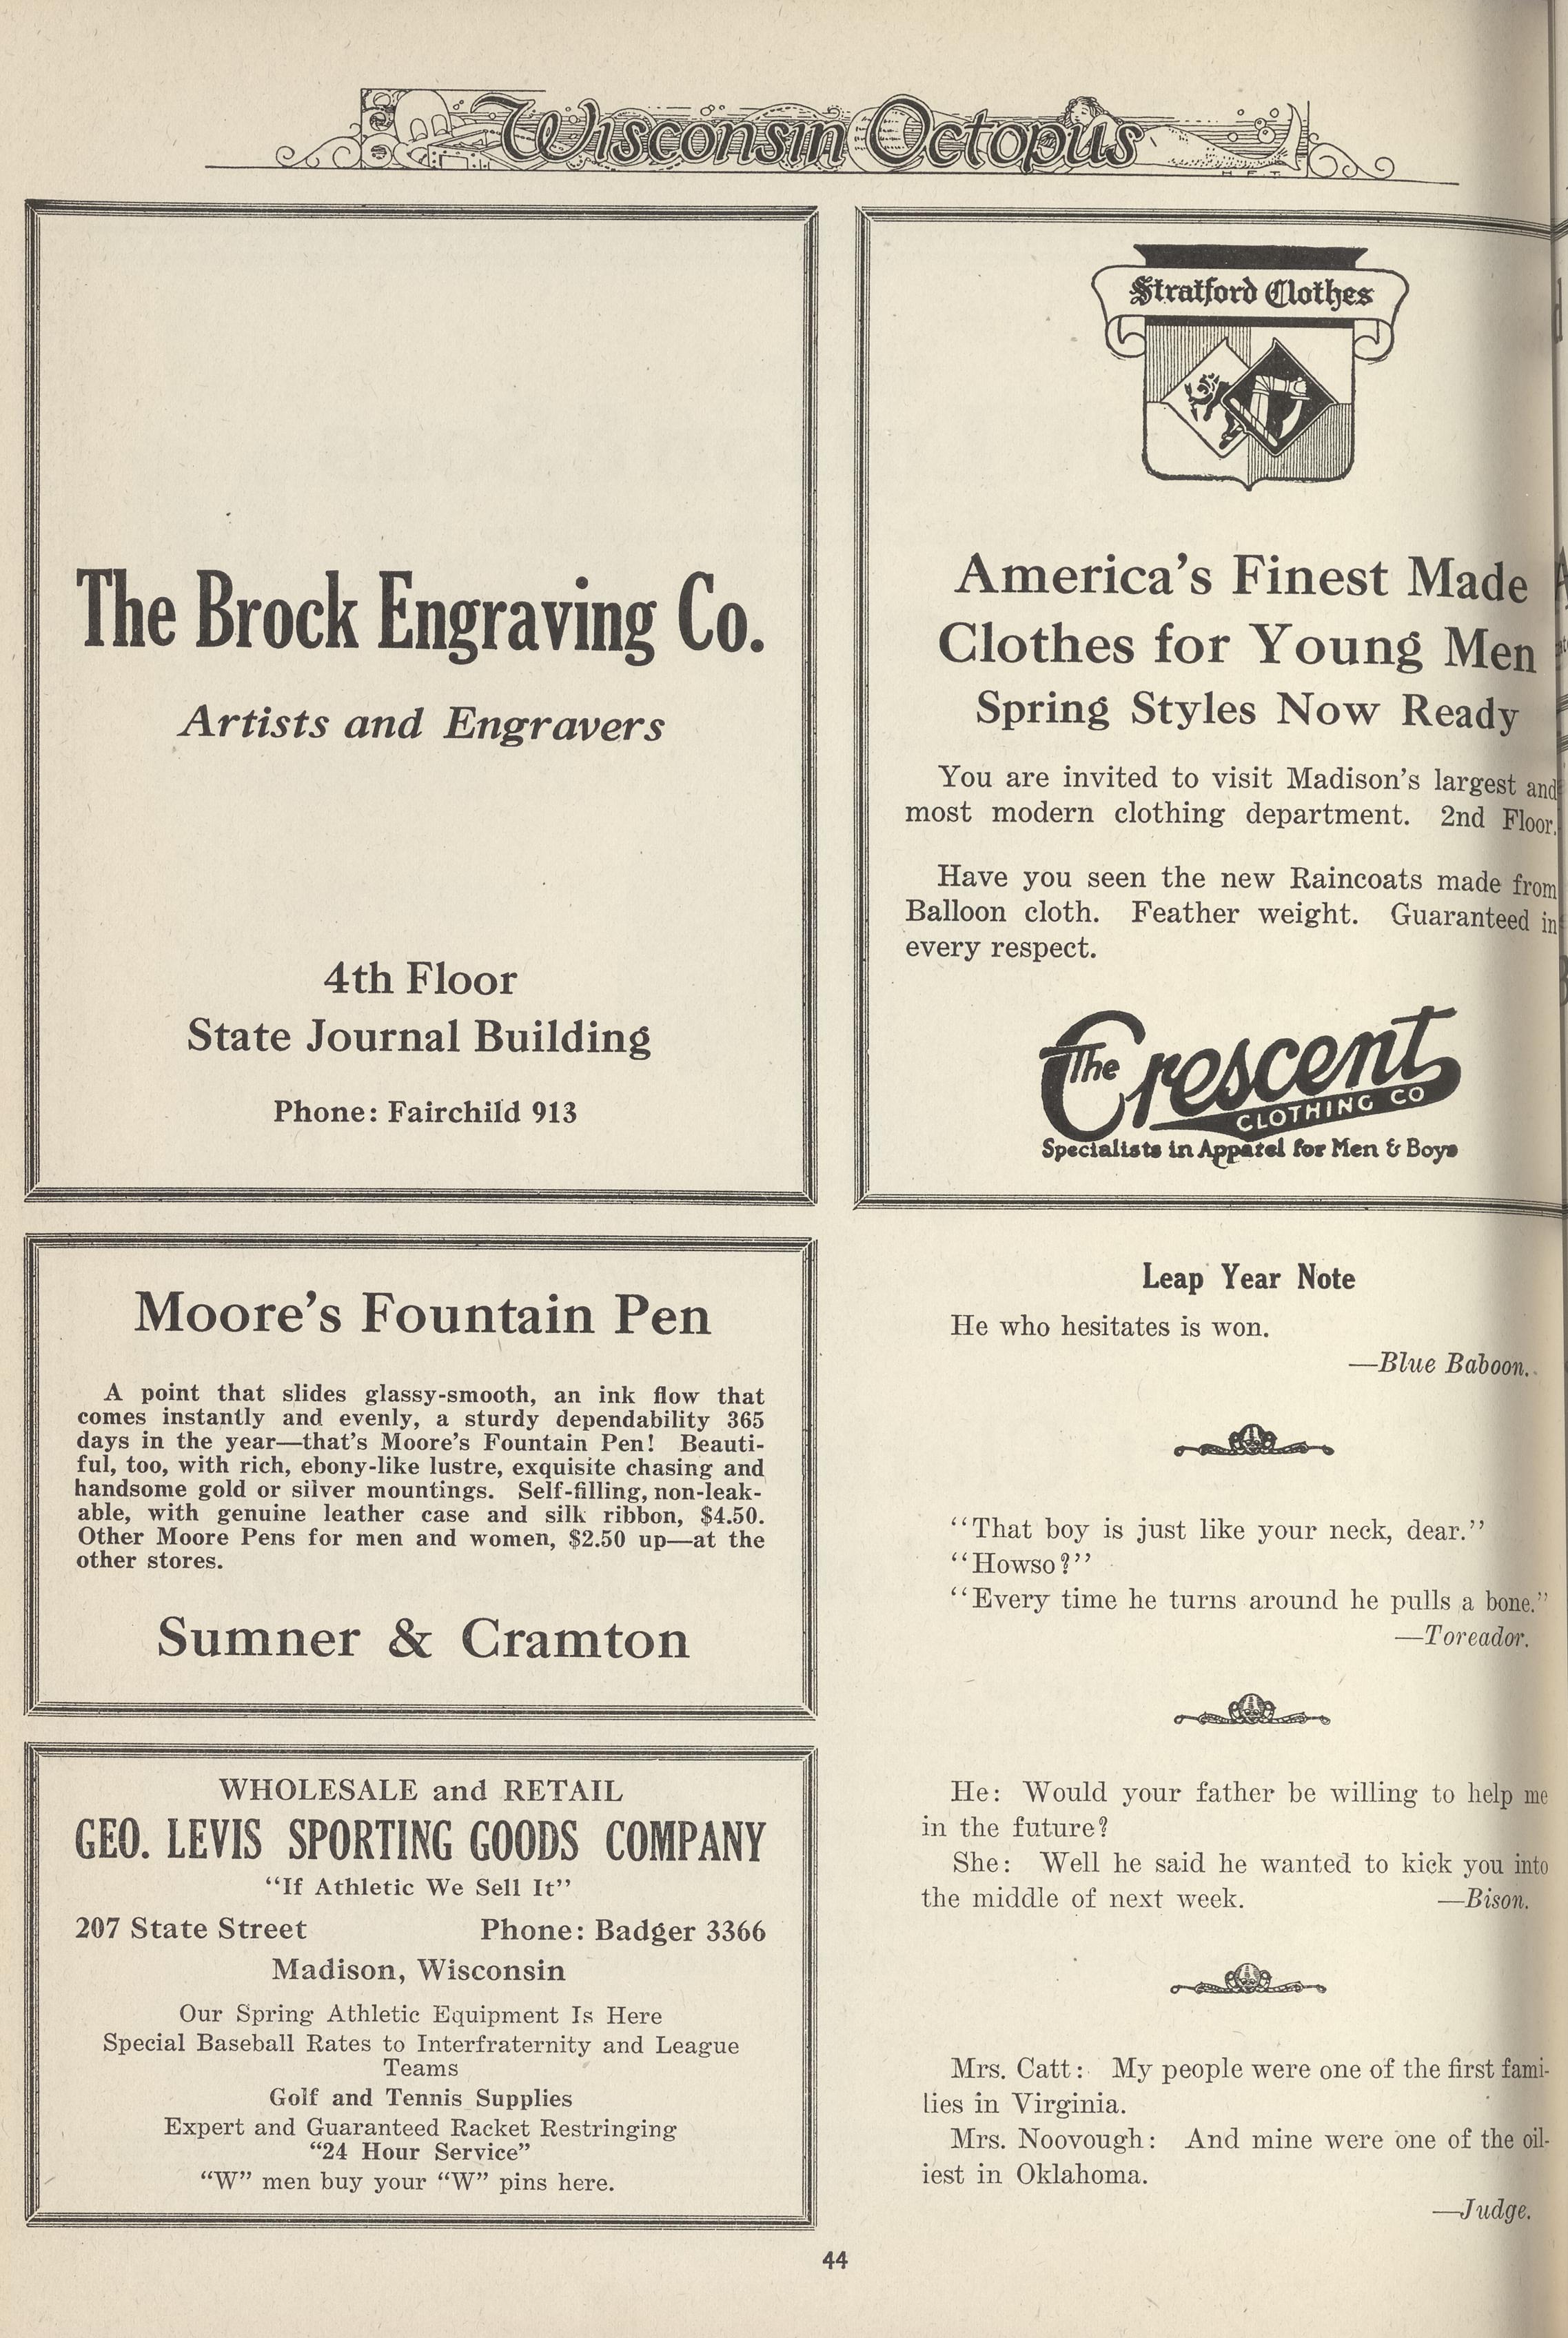 Wisconsin Octopus
The Brock Engraving Co.
Artists and Engravers
4th Floor
State Journal Building
Phone: Fairchild 913
Moore's Fountain Pen
A point that slides glassy-smooth, an ink flow that
comes instantly and evenly, a sturdy dependability 365
days in the year—that's Moore's Fountain Pen! Beauti-
ful, too, with rich, ebony-like lustre, exquisite chasing and
handsome gold or silver mountings. Self-filling, non-leak-
able, with genuine leather case and silk ribbon, $4.50.
Other Moore Pens for men and women, $2.50 up—at the
other stores.
Sumner & Cramton
WHOLESALE and RETAIL
GEO. LEVIS SPORTING GOODS COMPANY
"If Athletic We Sell It"
207 State Street Phone: Badger 3366
Madison, Wisconsin
Our Spring Athletic Equipment Is Here
Special Baseball Rates to Interfraternity and League
Teams
Golf and Tennis Supplies
Expert and Guaranteed Racket Restringing
"24 Hour Service"
"W" men buy your "W" pins here.
Stratford Clothes
America's Finest Made
Clothes for Young Men
Spring Styles Now Ready
You are invited to visit Madison's largest and
most modern clothing department. 2nd Floor.
Have you seen the new Raincoats made from
Balloon cloth. Feather weight. Guaranteed in
every respect.
The Crescent
CLOTHING CO
Specialists in Apparel for Men & Boys
Leap Year Note
He who hesitates is won.
—Blue Baboon.
"That boy is just like your neck, dear."
"Howso?"
"Every time he turns around he pulls a bone."
—Toreador.
He: Would your father be willing to help me
in the future?
She: Well he said he wanted to kick you into
the middle of next week. —Bison.
Mrs. Catt: My people were one of the first fami-
lies in Virginia.
Mrs. Noovough: And mine were one of the oil-
iest in Oklahoma.
—Judge.
44